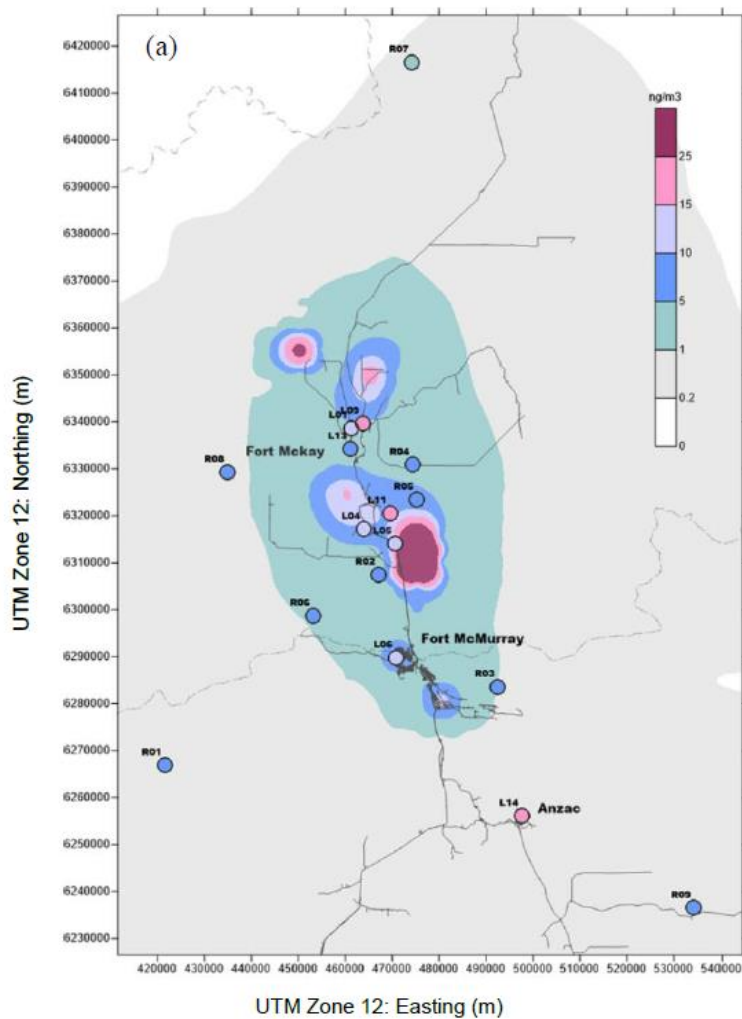 (a)
R07
ng/m3
25
15
10
5
1
0.2
0
L09
L01
L13
Fort Mckay
R04
R08
R05
L11
L04
L05
R02
R06
Fort McMurray
L06
R03
R01
L14
Anzac
R09
6420000
6410000
6400000
6390000
6380000
6370000
6360000
6350000
6340000
6330000
6320000
6310000
6300000
6290000
6280000
6270000
6260000
6250000
6240000
6230000
420000 430000 440000 450000 460000 470000 480000 490000 500000 510000 520000 530000 540000
UTM Zone 12: Northing (m)
UTM Zone 12: Easting (m)